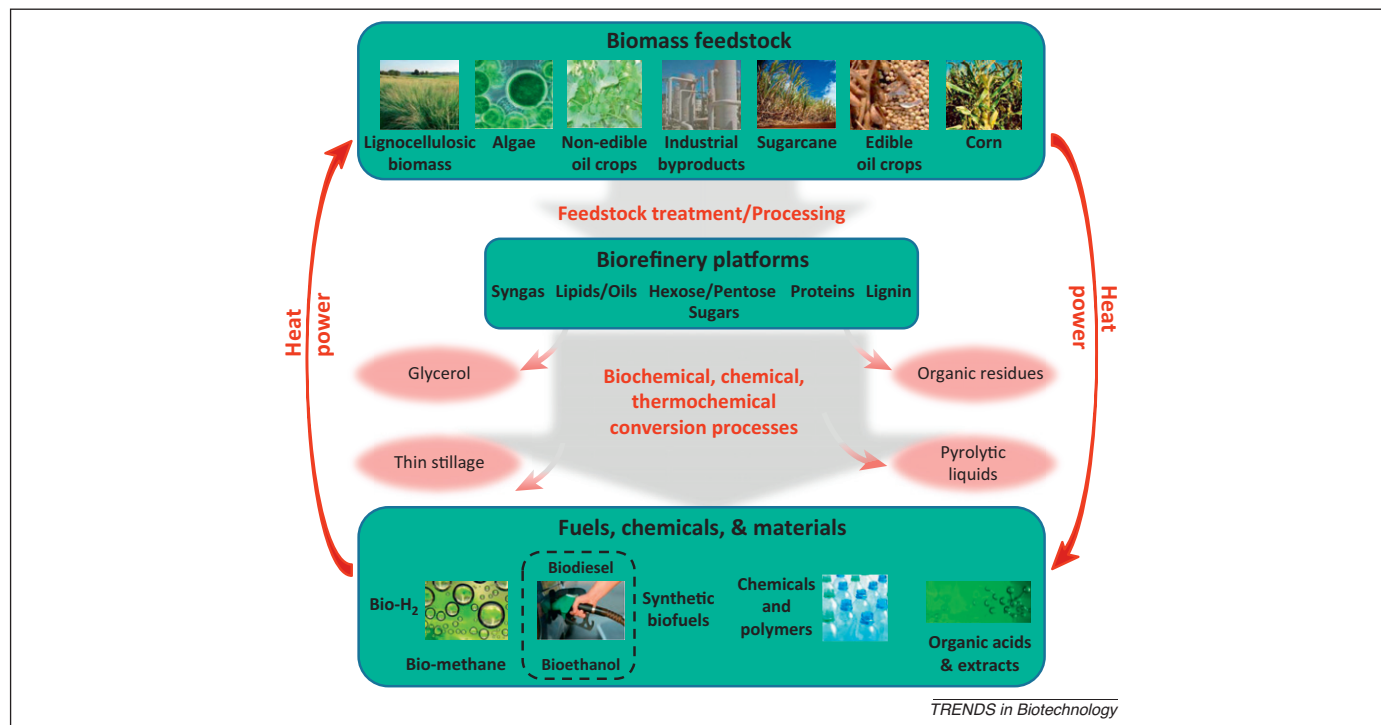 Biomass feedstock
Lignocellulosic
biomass
Algae
Non-edible
oil crops
Industrial
byproducts
Sugarcane
Edible
oil crops
Corn
Feedstock treatment/Processing
Biorefinery platforms
Syngas
Lipids/Oils
Hexose/Pentose
Sugars
Proteins
Lignin
Heat
power
Heat
power
Glycerol
Organic residues
Biochemical, chemical,
thermochemical
conversion processes
Thin stillage
Pyrolytic
liquids
Fuels, chemicals, & materials
Bio-H₂
Bio-methane
Biodiesel
Bioethanol
Synthetic
biofuels
Chemicals
and
polymers
Organic acids
& extracts
TRENDS in Biotechnology